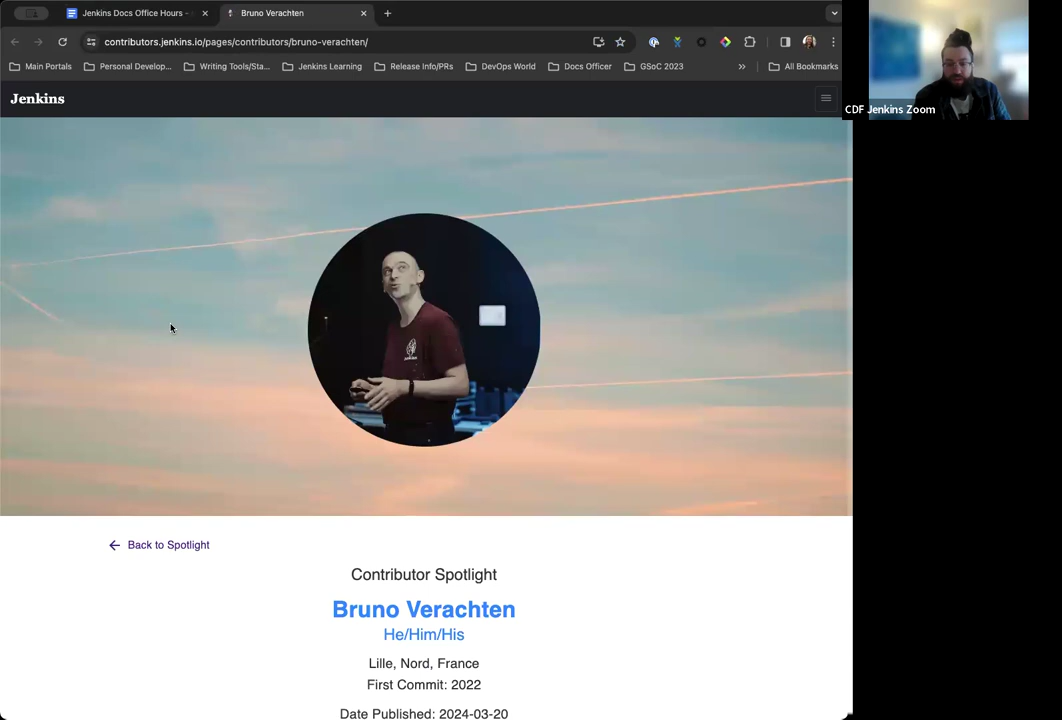 Jenkins Docs Office Hours -
Bruno Verachten
contributors.jenkins.io/pages/contributors/bruno-verachten/
Main Portals
Personal Develop...
Writing Tools/Sta...
Jenkins Learning
Release Info/PRs
DevOps World
Docs Officer
GSoC 2023
»
All Bookmarks
CDF Jenkins Zoom
Jenkins
Back to Spotlight
Contributor Spotlight
Bruno Verachten
He/Him/His
Lille, Nord, France
First Commit: 2022
Date Published: 2024-03-20